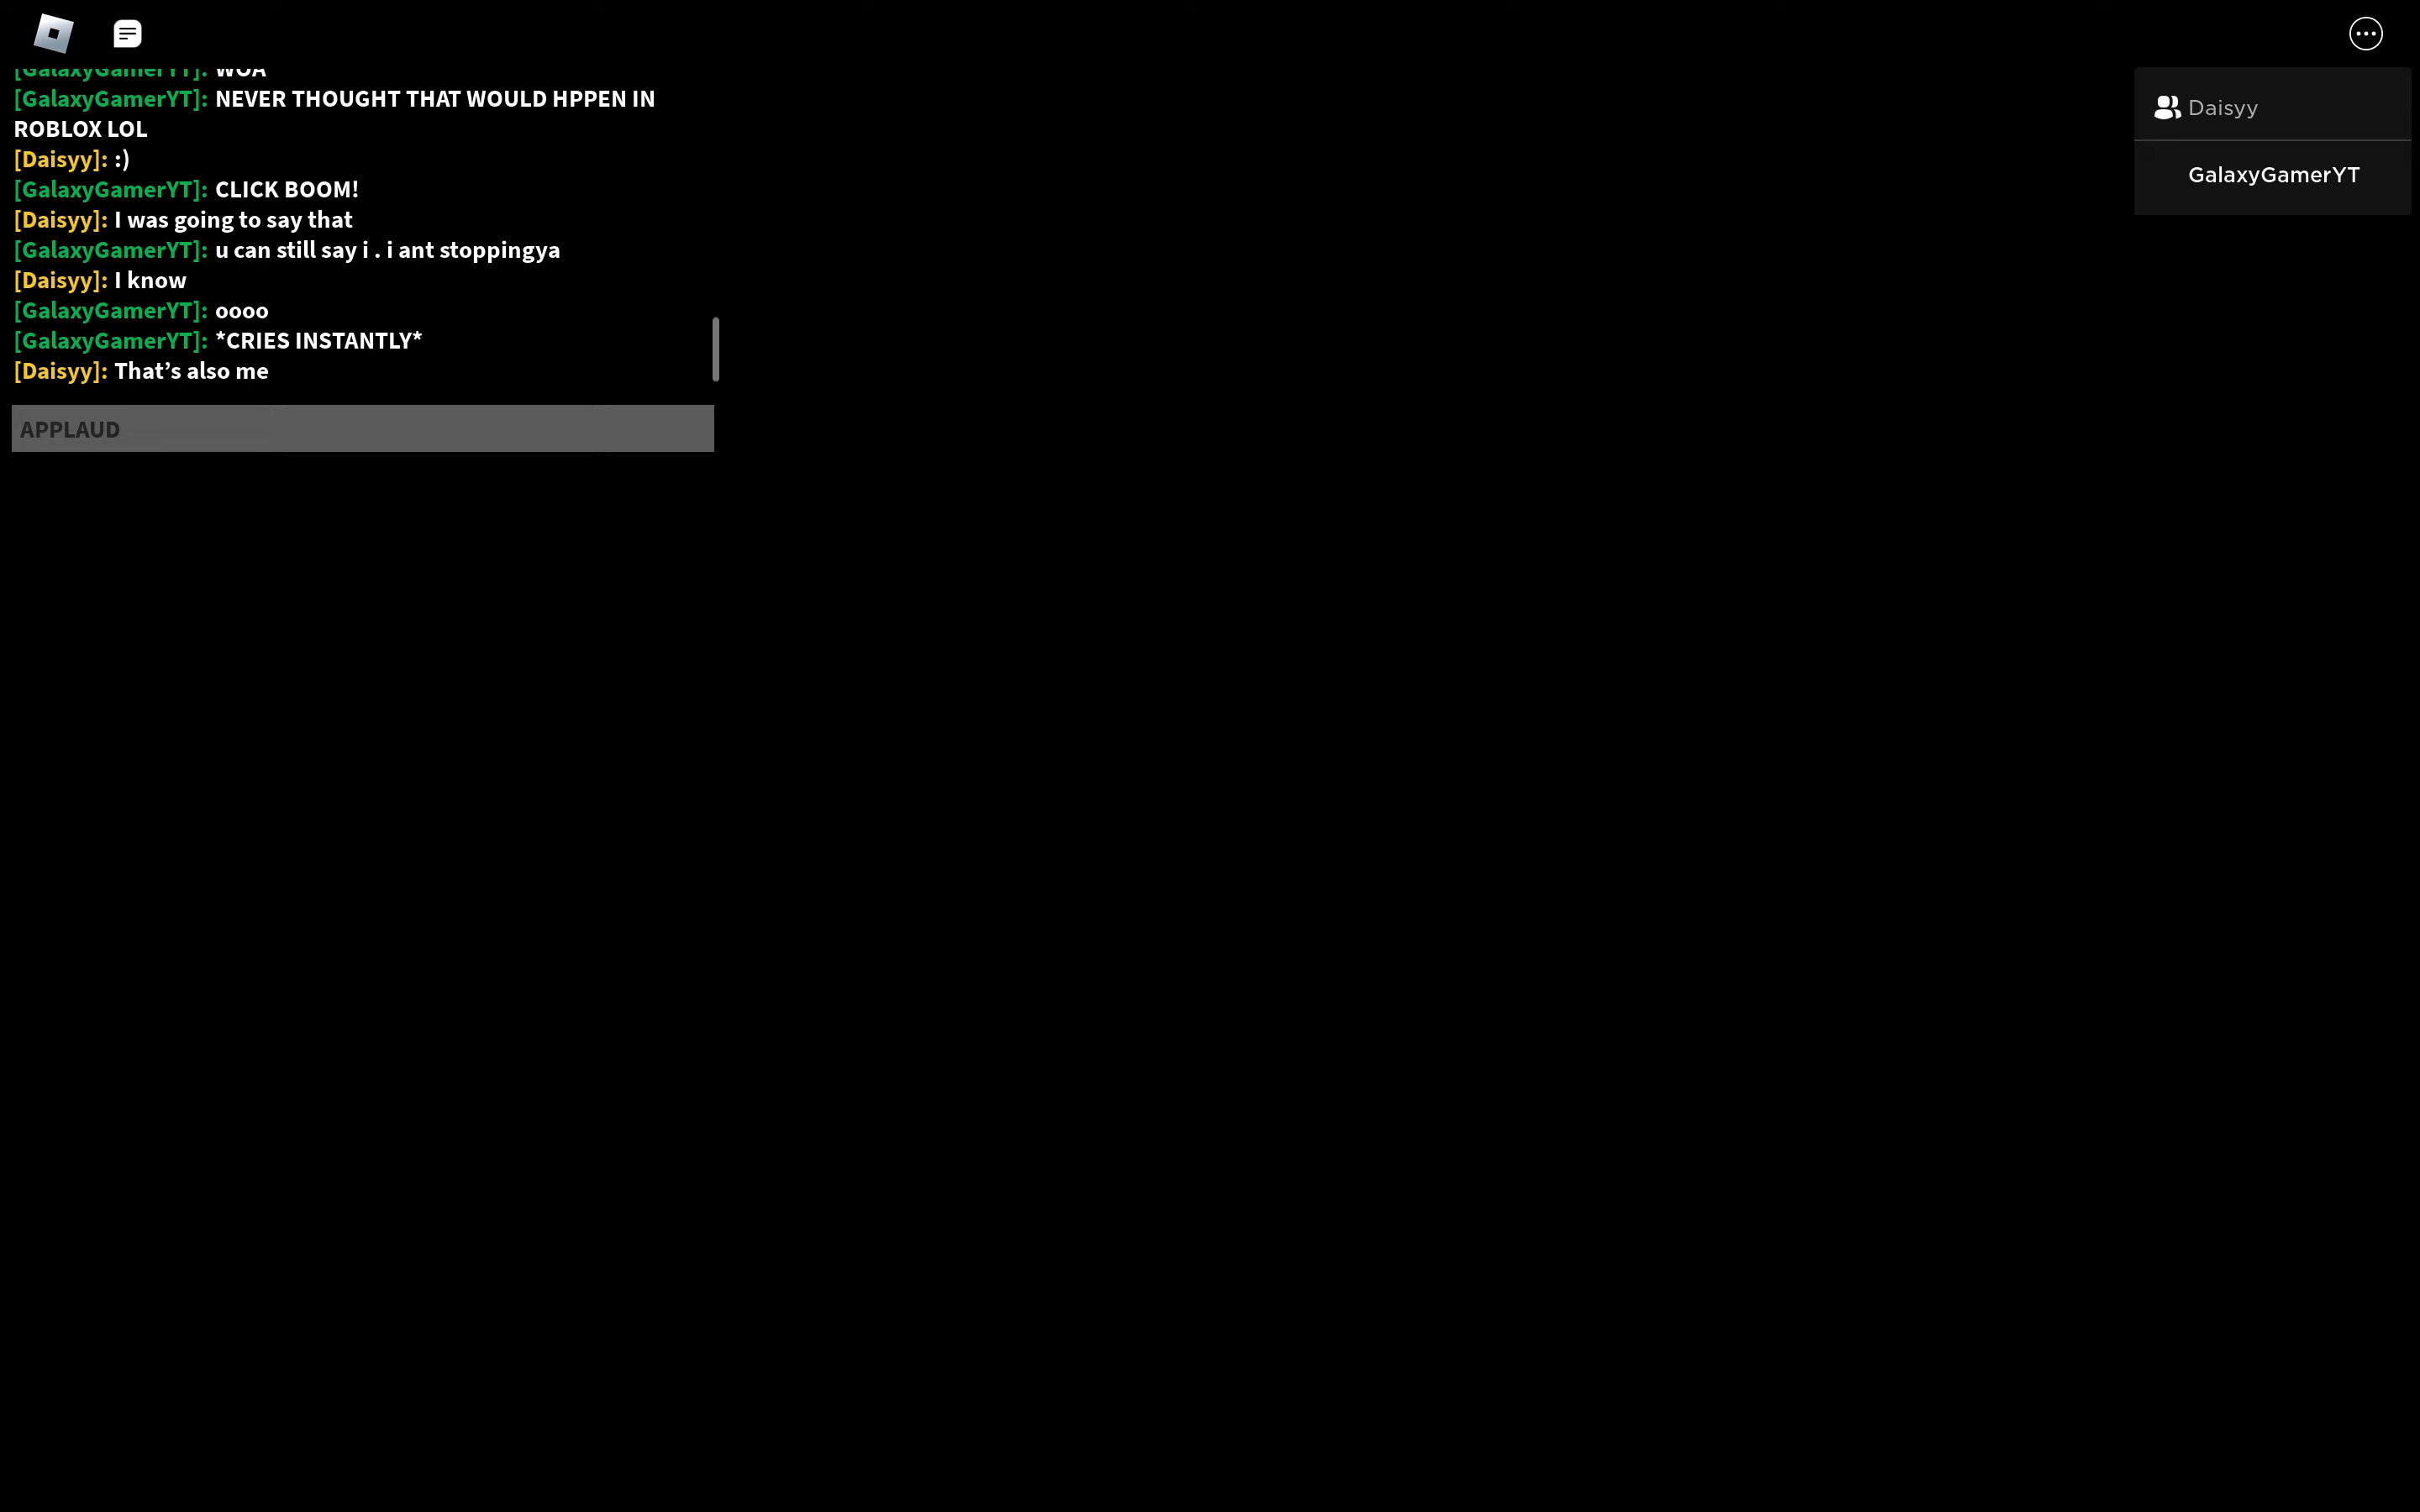 [GalaxyGamerYT]: WOA
[GalaxyGamerYT]: NEVER THOUGHT THAT WOULD HPPEN IN
ROBLOX LOL
[Daisyy]: :)
[GalaxyGamerYT]: CLICK BOOM!
[Daisyy]: I was going to say that
[GalaxyGamerYT]: u can still say i . i ant stoppingya
[Daisyy]: I know
[GalaxyGamerYT]: oooo
[GalaxyGamerYT]: *CRIES INSTANTLY*
[Daisyy]: That’s also me
APPLAUD
Daisyy
GalaxyGamerYT